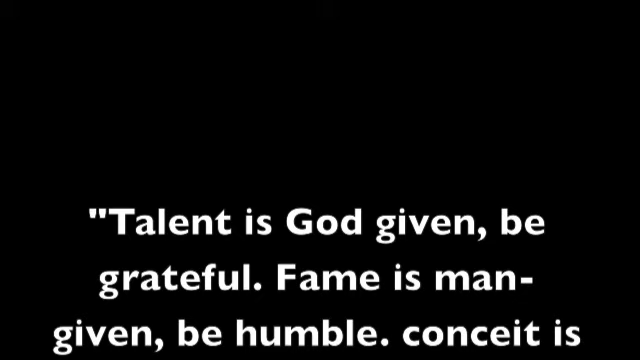 "Talent is God given, be
grateful. Fame is man-
given, be humble. conceit is